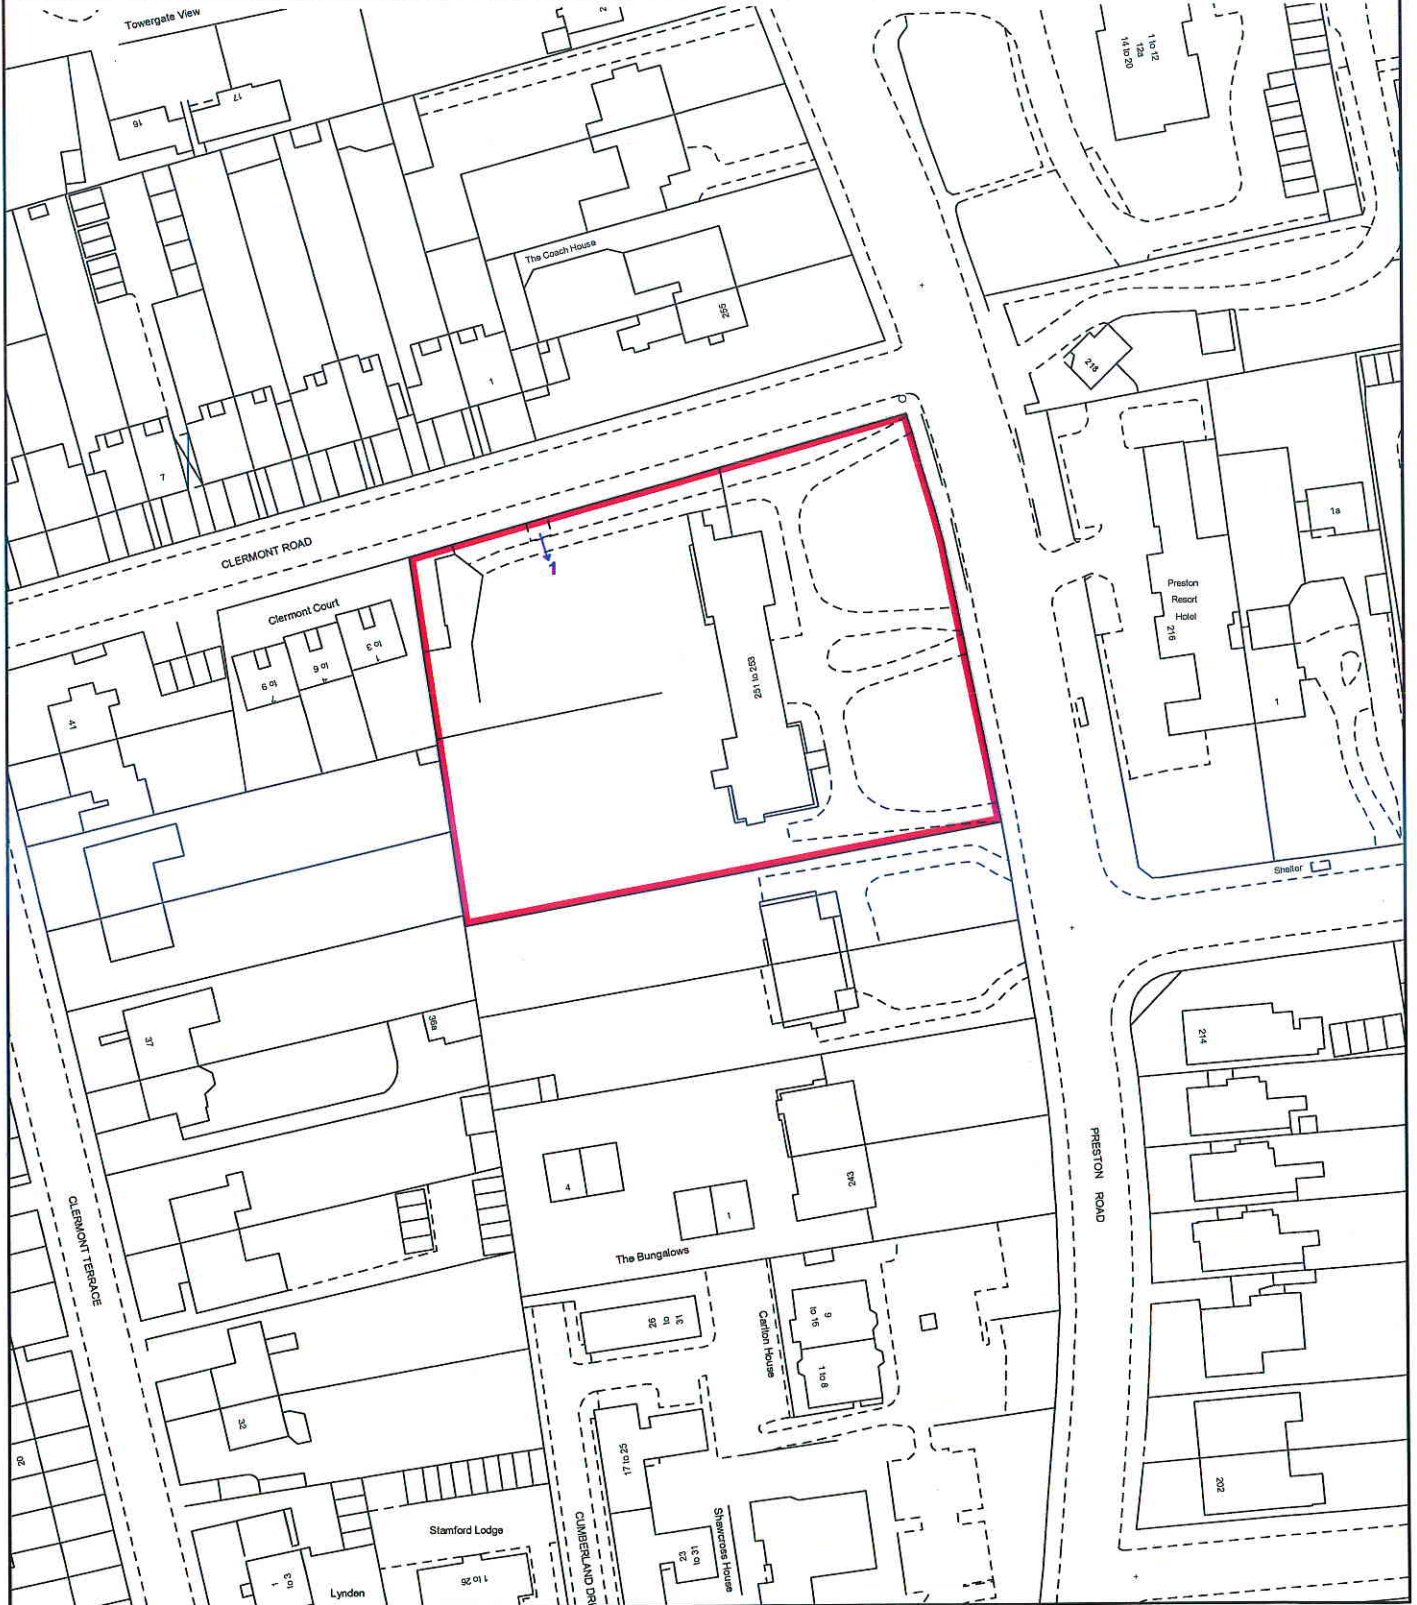 Towergate View
2
1 to 12
12a
14 to 20
17
16
The Coach House
255
1
218
7
CLERMONT ROAD
1a
1
Clermont Court
Preston
Resort
Hotel
216
1 to 3
4 to 6
7 to 9
251 to 253
41
1
Shelter
37
36a
214
PRESTON ROAD
243
4
1
CLERMONT TERRACE
The Bungalows
26
to
31
Carlton House
9
to 16
1 to 8
32
20
17 to 25
202
Stamford Lodge
CUMBERLAND DRI
Shawcross House
23
to 31
1
to 3
Lynden
1 to 26